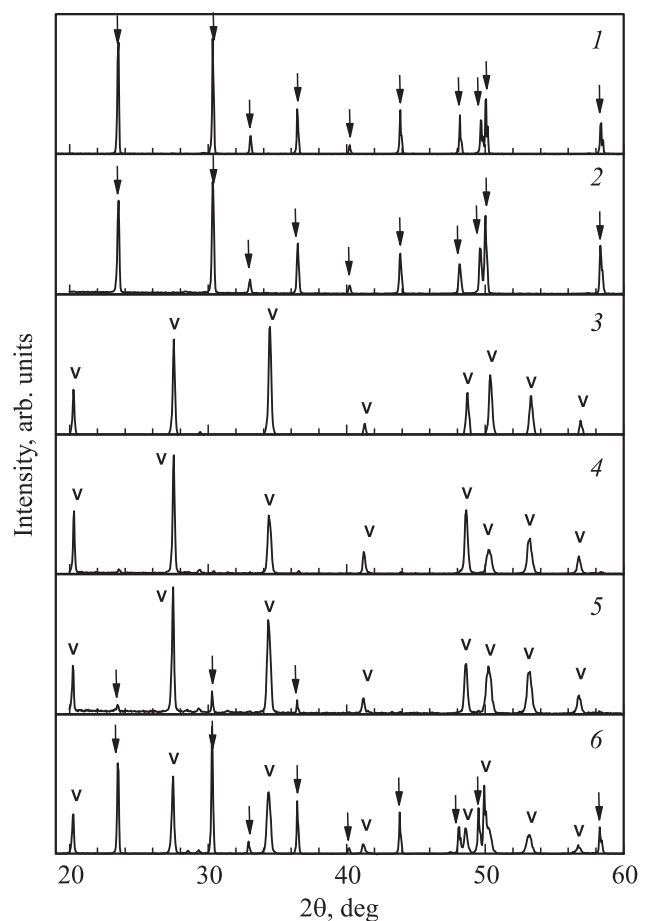 1
2
V V V V V V V V
3
V V V V V V V V
4
V V V V V V V V
5
V V V V V V V V
6
Intensity, arb. units
20 30 40 50 60
2θ, deg